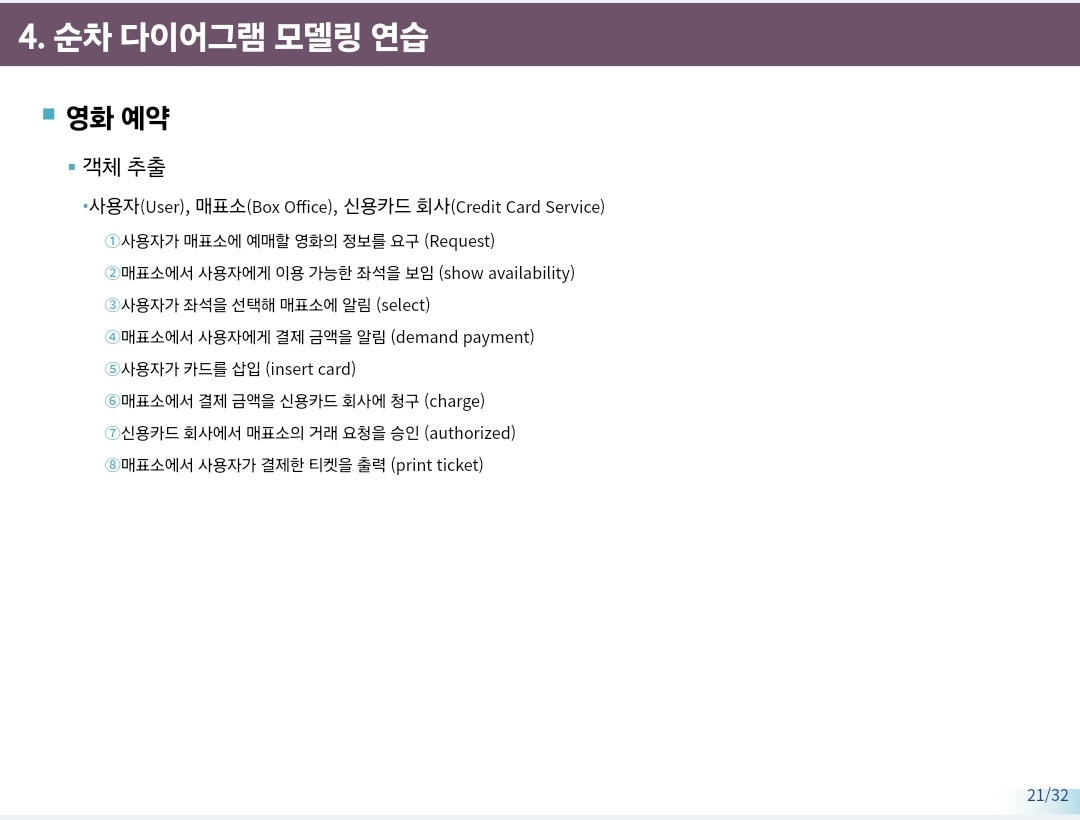 4. 순차 다이어그램 모델링 연습
영화 예약
객체 추출
•사용자(User), 매표소(Box Office), 신용카드 회사(Credit Card Service)
①사용자가 매표소에 예매할 영화의 정보를 요구 (Request)
②매표소에서 사용자에게 이용 가능한 좌석을 보임 (show availability)
③사용자가 좌석을 선택해 매표소에 알림 (select)
④매표소에서 사용자에게 결제 금액을 알림 (demand payment)
⑤사용자가 카드를 삽입 (insert card)
⑥매표소에서 결제 금액을 신용카드 회사에 청구 (charge)
⑦신용카드 회사에서 매표소의 거래 요청을 승인 (authorized)
⑧매표소에서 사용자가 결제한 티켓을 출력 (print ticket)
21/32